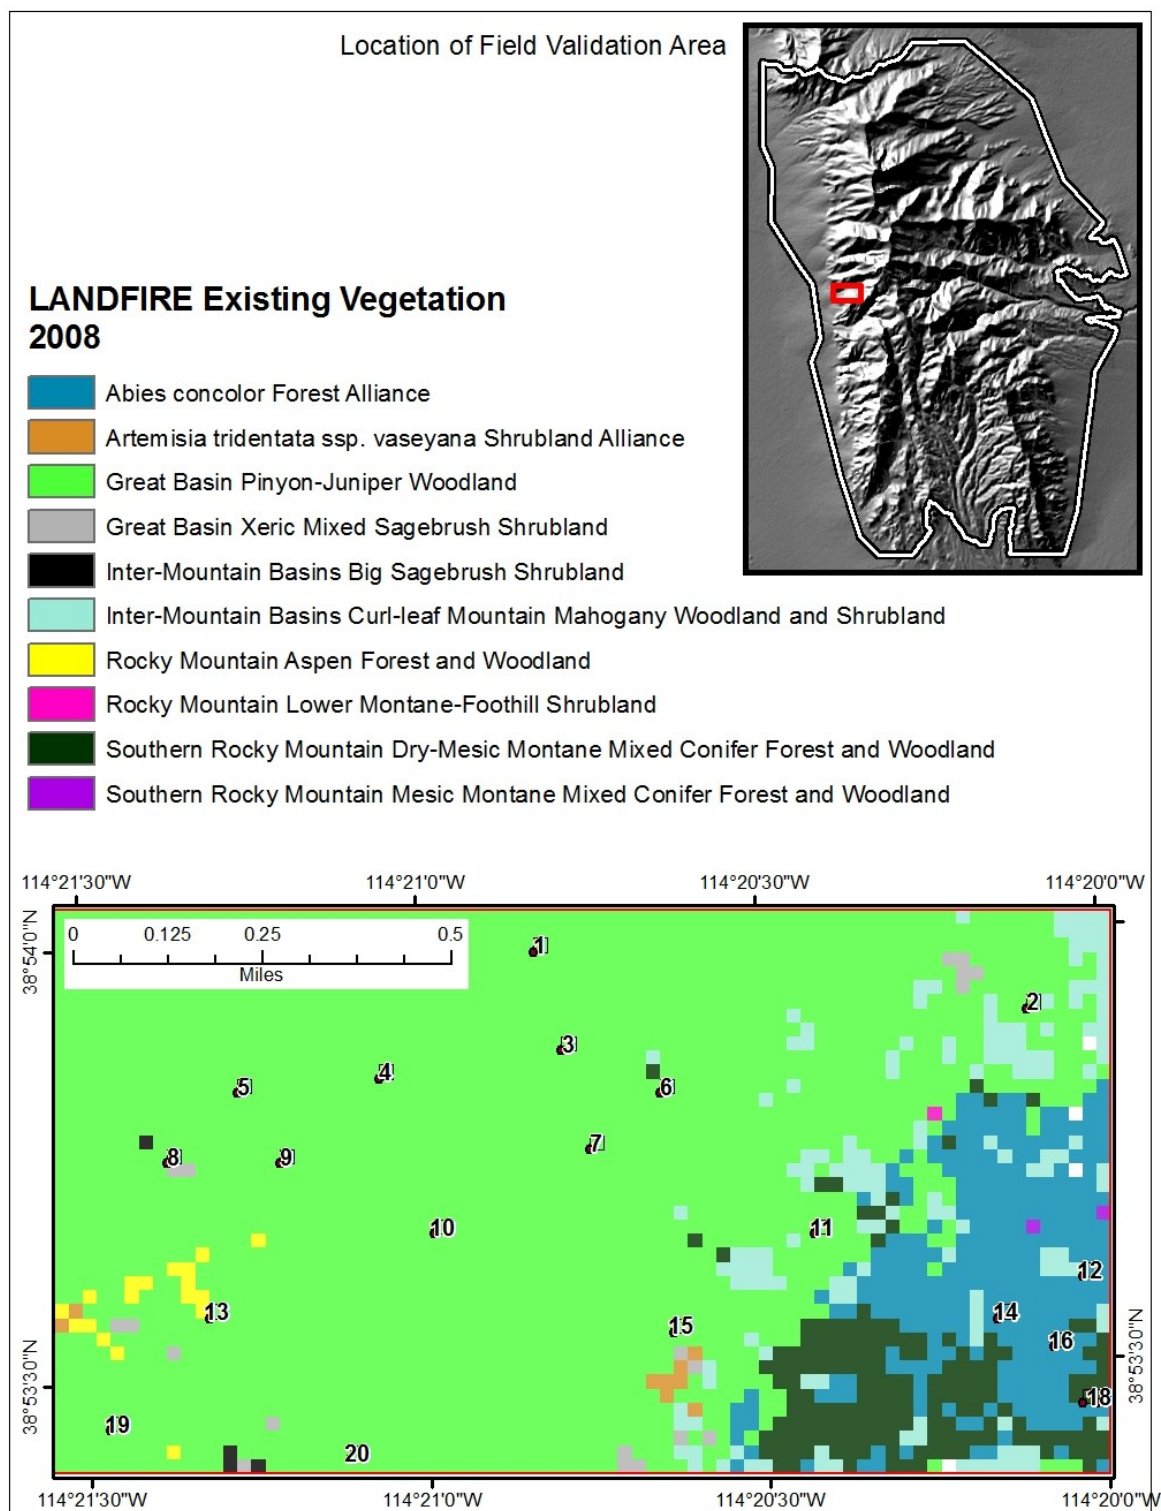 Location of Field Validation Area
LANDFIRE Existing Vegetation
2008
Abies concolor Forest Alliance
Artemisia tridentata ssp. vaseyana Shrubland Alliance
Great Basin Pinyon-Juniper Woodland
Great Basin Xeric Mixed Sagebrush Shrubland
Inter-Mountain Basins Big Sagebrush Shrubland
Inter-Mountain Basins Curl-leaf Mountain Mahogany Woodland and Shrubland
Rocky Mountain Aspen Forest and Woodland
Rocky Mountain Lower Montane-Foothill Shrubland
Southern Rocky Mountain Dry-Mesic Montane Mixed Conifer Forest and Woodland
Southern Rocky Mountain Mesic Montane Mixed Conifer Forest and Woodland
114°21'30"W 114°21'0"W 114°20'30"W 114°20'0"W
38°54'0"N
0 0.125 0.25 0.5
Miles
1
2
3
4
5
6
7
8
9
10
11
12
13
14
15
16
18
19
20
38°53'30"N
38°53'30"N
114°21'30"W 114°21'0"W 114°20'30"W 114°20'0"W